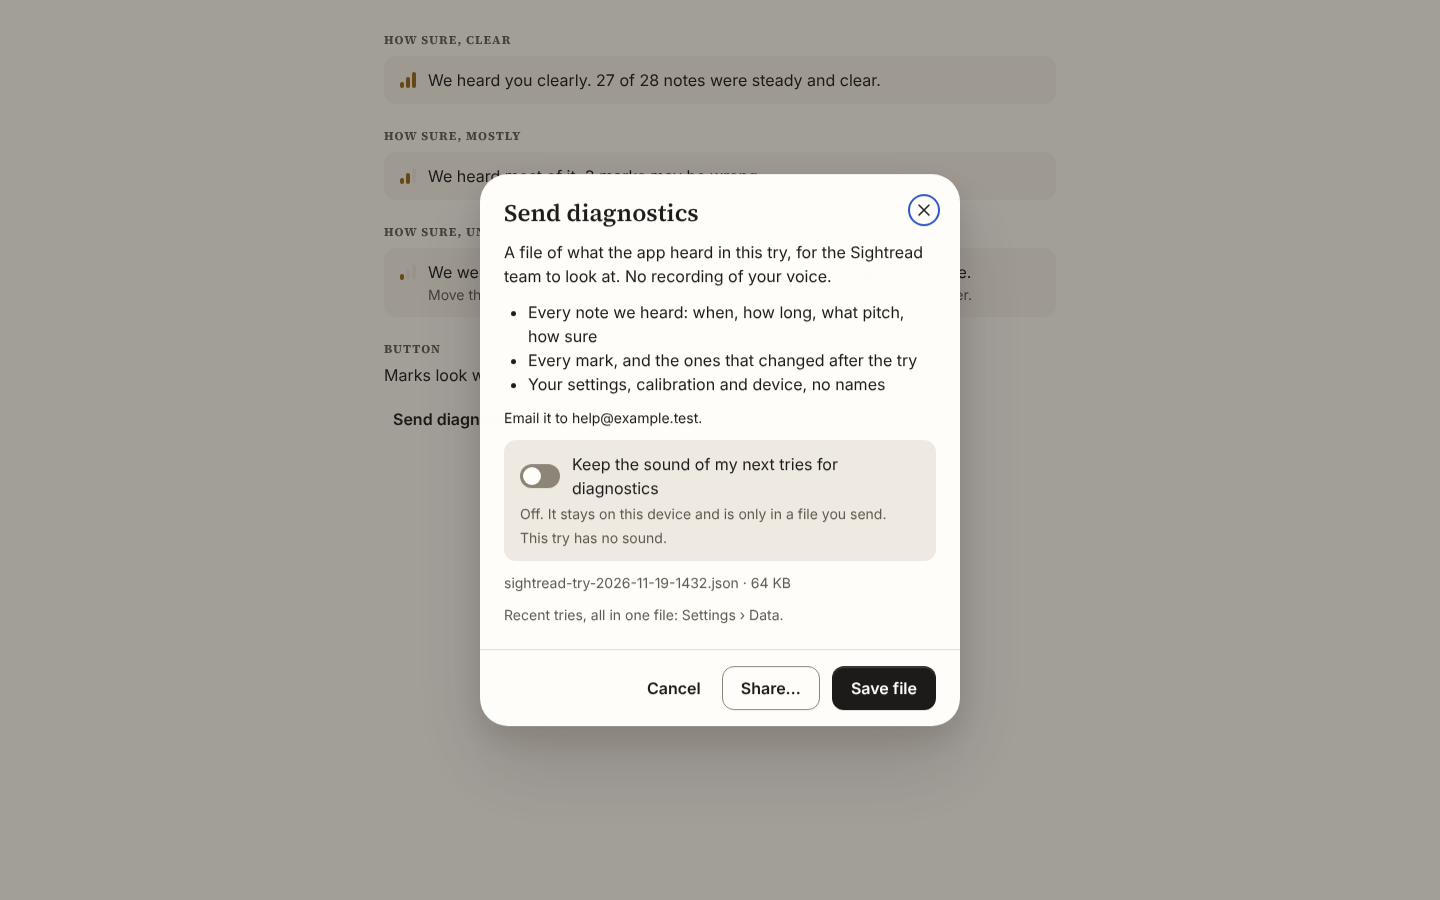 HOW SURE, CLEAR
We heard you clearly. 27 of 28 notes were steady and clear.
HOW SURE, MOSTLY
We heard
HOW SURE, UN
We we
e.
Move th
er.
BUTTON
Marks look w
Send diagn
Send diagnostics
A file of what the app heard in this try, for the Sightread
team to look at. No recording of your voice.
• Every note we heard: when, how long, what pitch,
how sure
• Every mark, and the ones that changed after the try
• Your settings, calibration and device, no names
Email it to help@example.test.
Keep the sound of my next tries for
diagnostics
Off. It stays on this device and is only in a file you send.
This try has no sound.
sightread-try-2026-11-19-1432.json · 64 KB
Recent tries, all in one file: Settings › Data.
Cancel
Share...
Save file